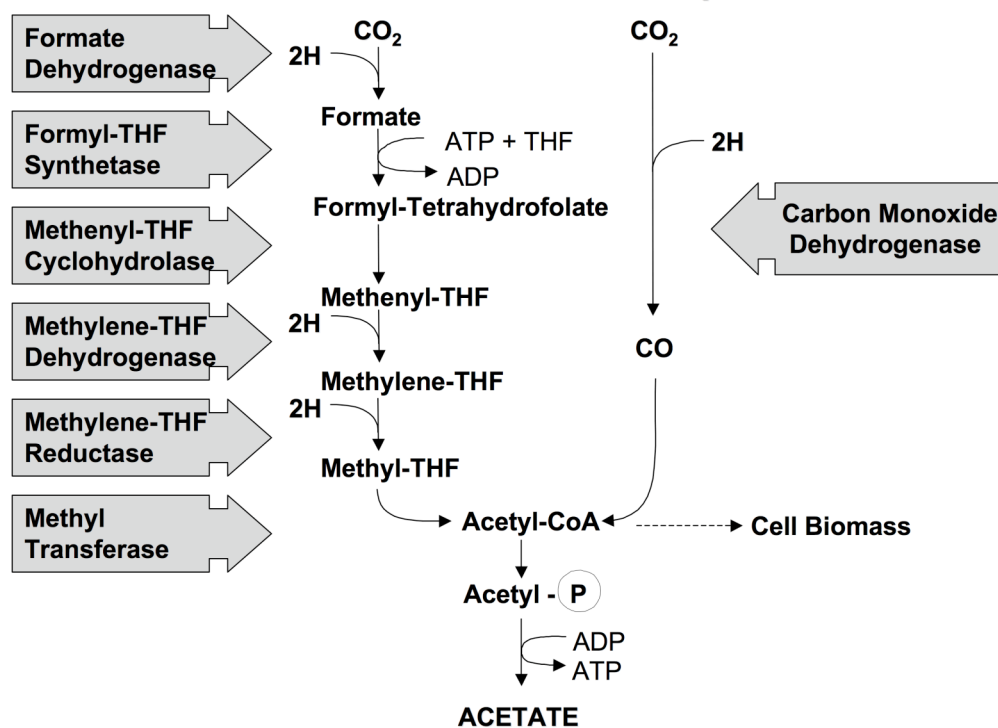 Formate
Dehydrogenase
Formyl-THF
Synthetase
Methenyl-THF
Cyclohydrolase
Methylene-THF
Dehydrogenase
Methylene-THF
Reductase
Methyl
Transferase
CO2
2H
Formate
ATP + THF
ADP
Formyl-Tetrahydrofolate
Methenyl-THF
2H
Methylene-THF
2H
Methyl-THF
CO2
2H
Carbon Monoxide
Dehydrogenase
CO
Acetyl-CoA
Cell Biomass
Acetyl - P
ADP
ATP
ACETATE